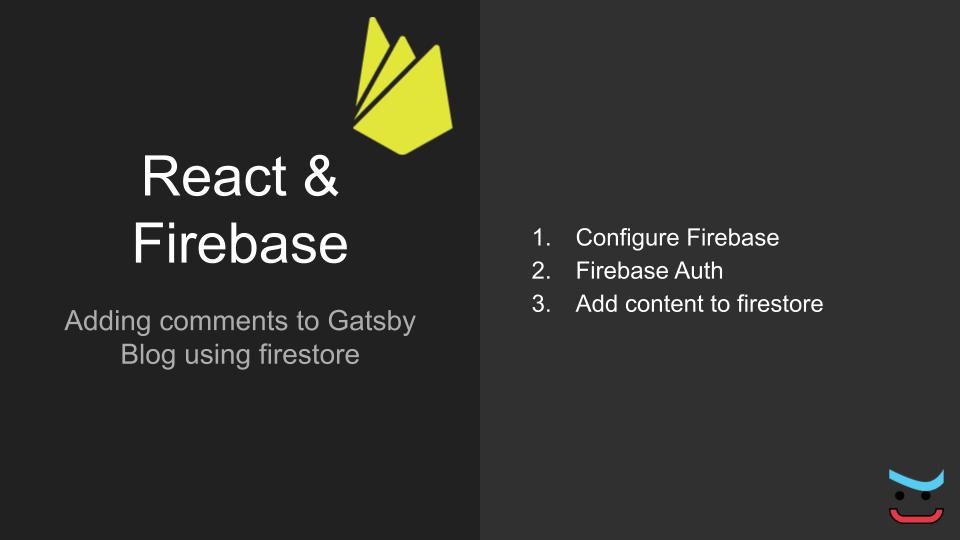 React &
Firebase
Adding comments to Gatsby
Blog using firestore
1. Configure Firebase
2. Firebase Auth
3. Add content to firestore